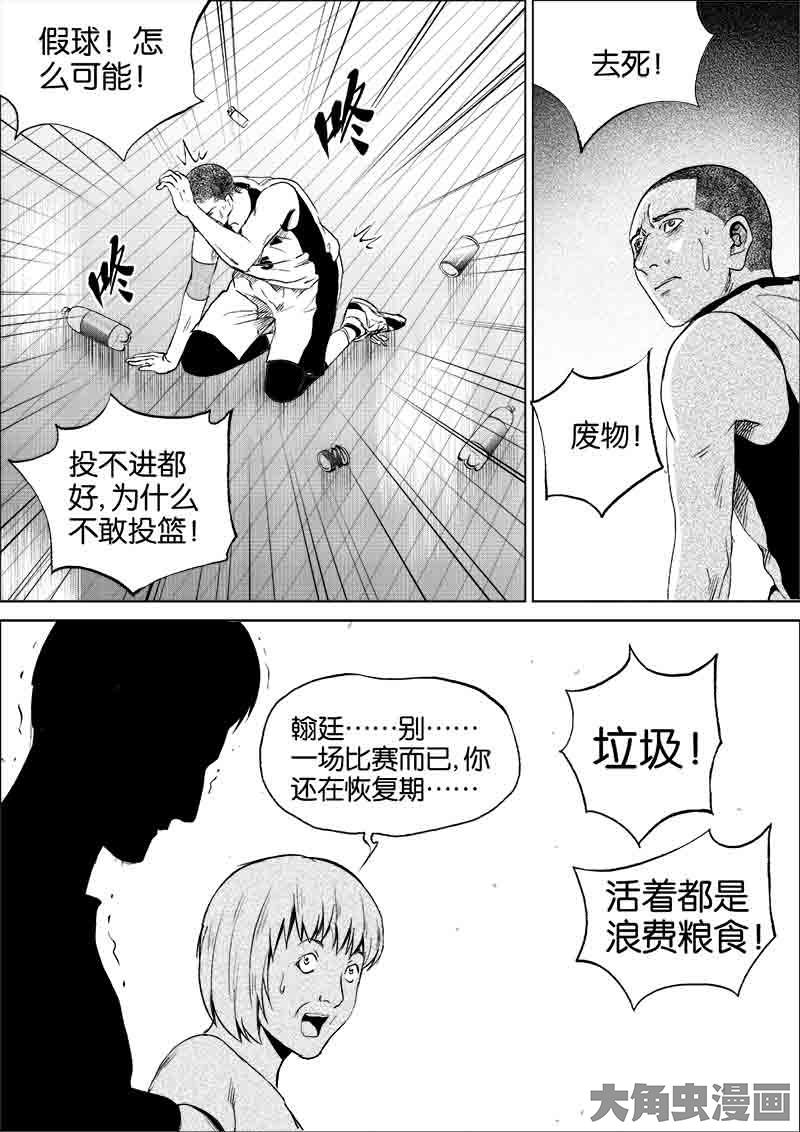 假球！怎
么可能！
咚
咚
投不进都
好，为什么
不敢投篮！
去死！
废物！
翰廷……别……
一场比赛而已，你
还在恢复期……
垃圾！
活着都是
浪费粮食！
大角虫漫画